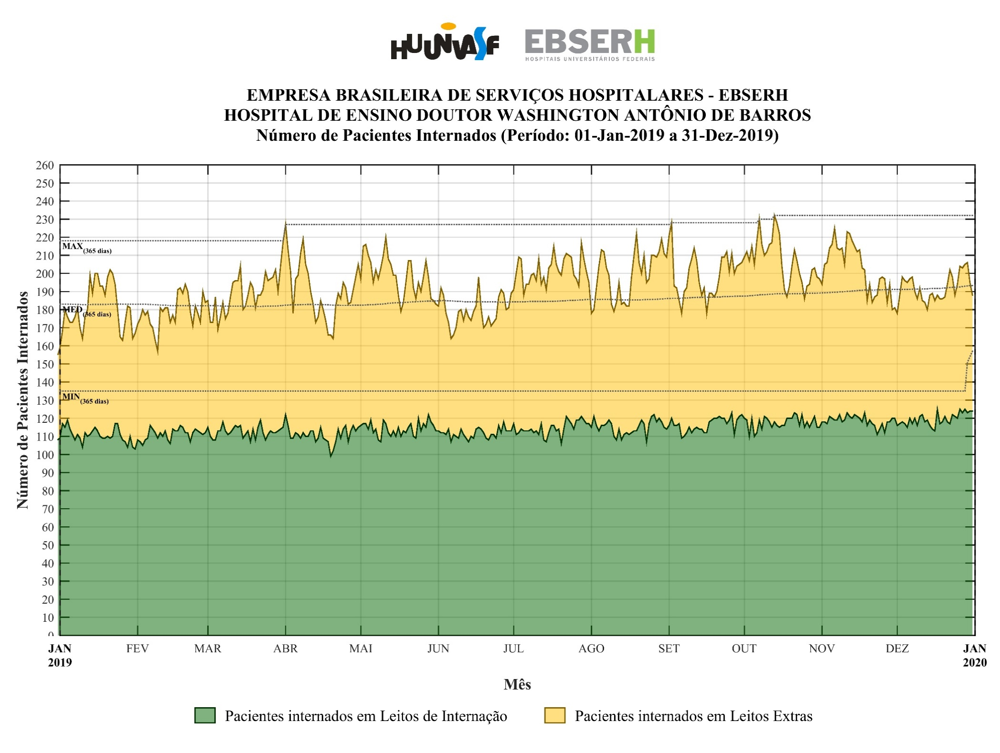 HUUNIVASF
EBSERH
HOSPITAIS UNIVERSITÁRIOS FEDERAIS
EMPRESA BRASILEIRA DE SERVIÇOS HOSPITALARES - EBSERH
HOSPITAL DE ENSINO DOUTOR WASHINGTON ANTÔNIO DE BARROS
Número de Pacientes Internados (Período: 01-Jan-2019 a 31-Dez-2019)
Número de Pacientes Internados
260
250
240
230
220
210
200
190
180
170
160
150
140
130
120
110
100
90
80
70
60
50
40
30
20
10
0
MAX (365 dias)
MED (365 dias)
MIN (365 dias)
JAN FEV MAR ABR MAI JUN JUL AGO SET OUT NOV DEZ JAN
2019 2020
Mês
Pacientes internados em Leitos de Internação Pacientes internados em Leitos Extras